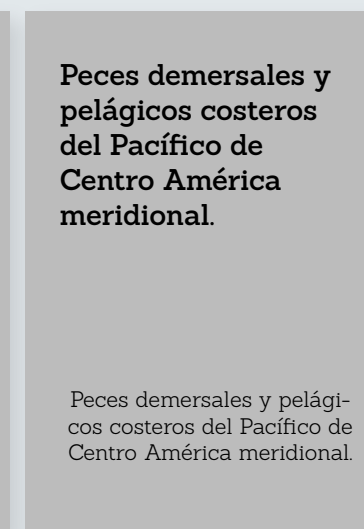 Peces demersales y
pelágicos costeros
del Pacífico de
Centro América
meridional.
Peces demersales y pelági-
cos costeros del Pacífico de
Centro América meridional.